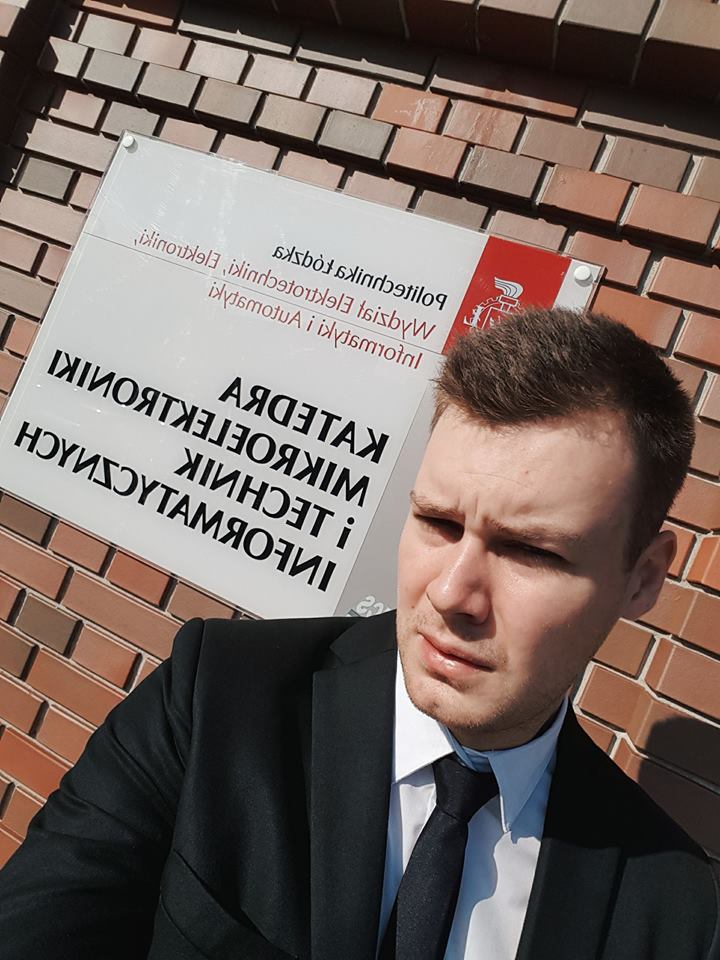 Politechnika Łódzka
Wydział Elektrotechniki, Elektroniki,
Informatyki i Automatyki
KATEDRA
MIKROELEKTRONIKI
i TECHNIK
INFORMATYCZNYCH